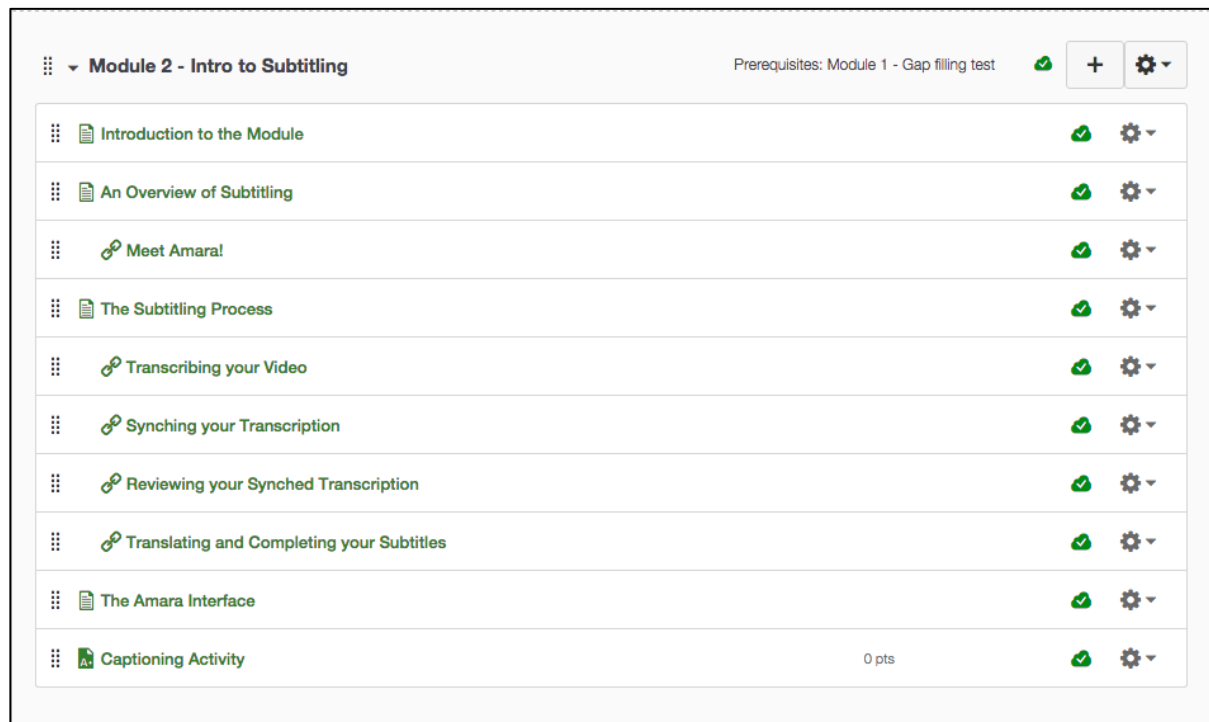 Module 2 - Intro to Subtitling Prerequisites: Module 1 - Gap filling test
Introduction to the Module
An Overview of Subtitling
Meet Amara!
The Subtitling Process
Transcribing your Video
Synching your Transcription
Reviewing your Synched Transcription
Translating and Completing your Subtitles
The Amara Interface
Captioning Activity 0 pts